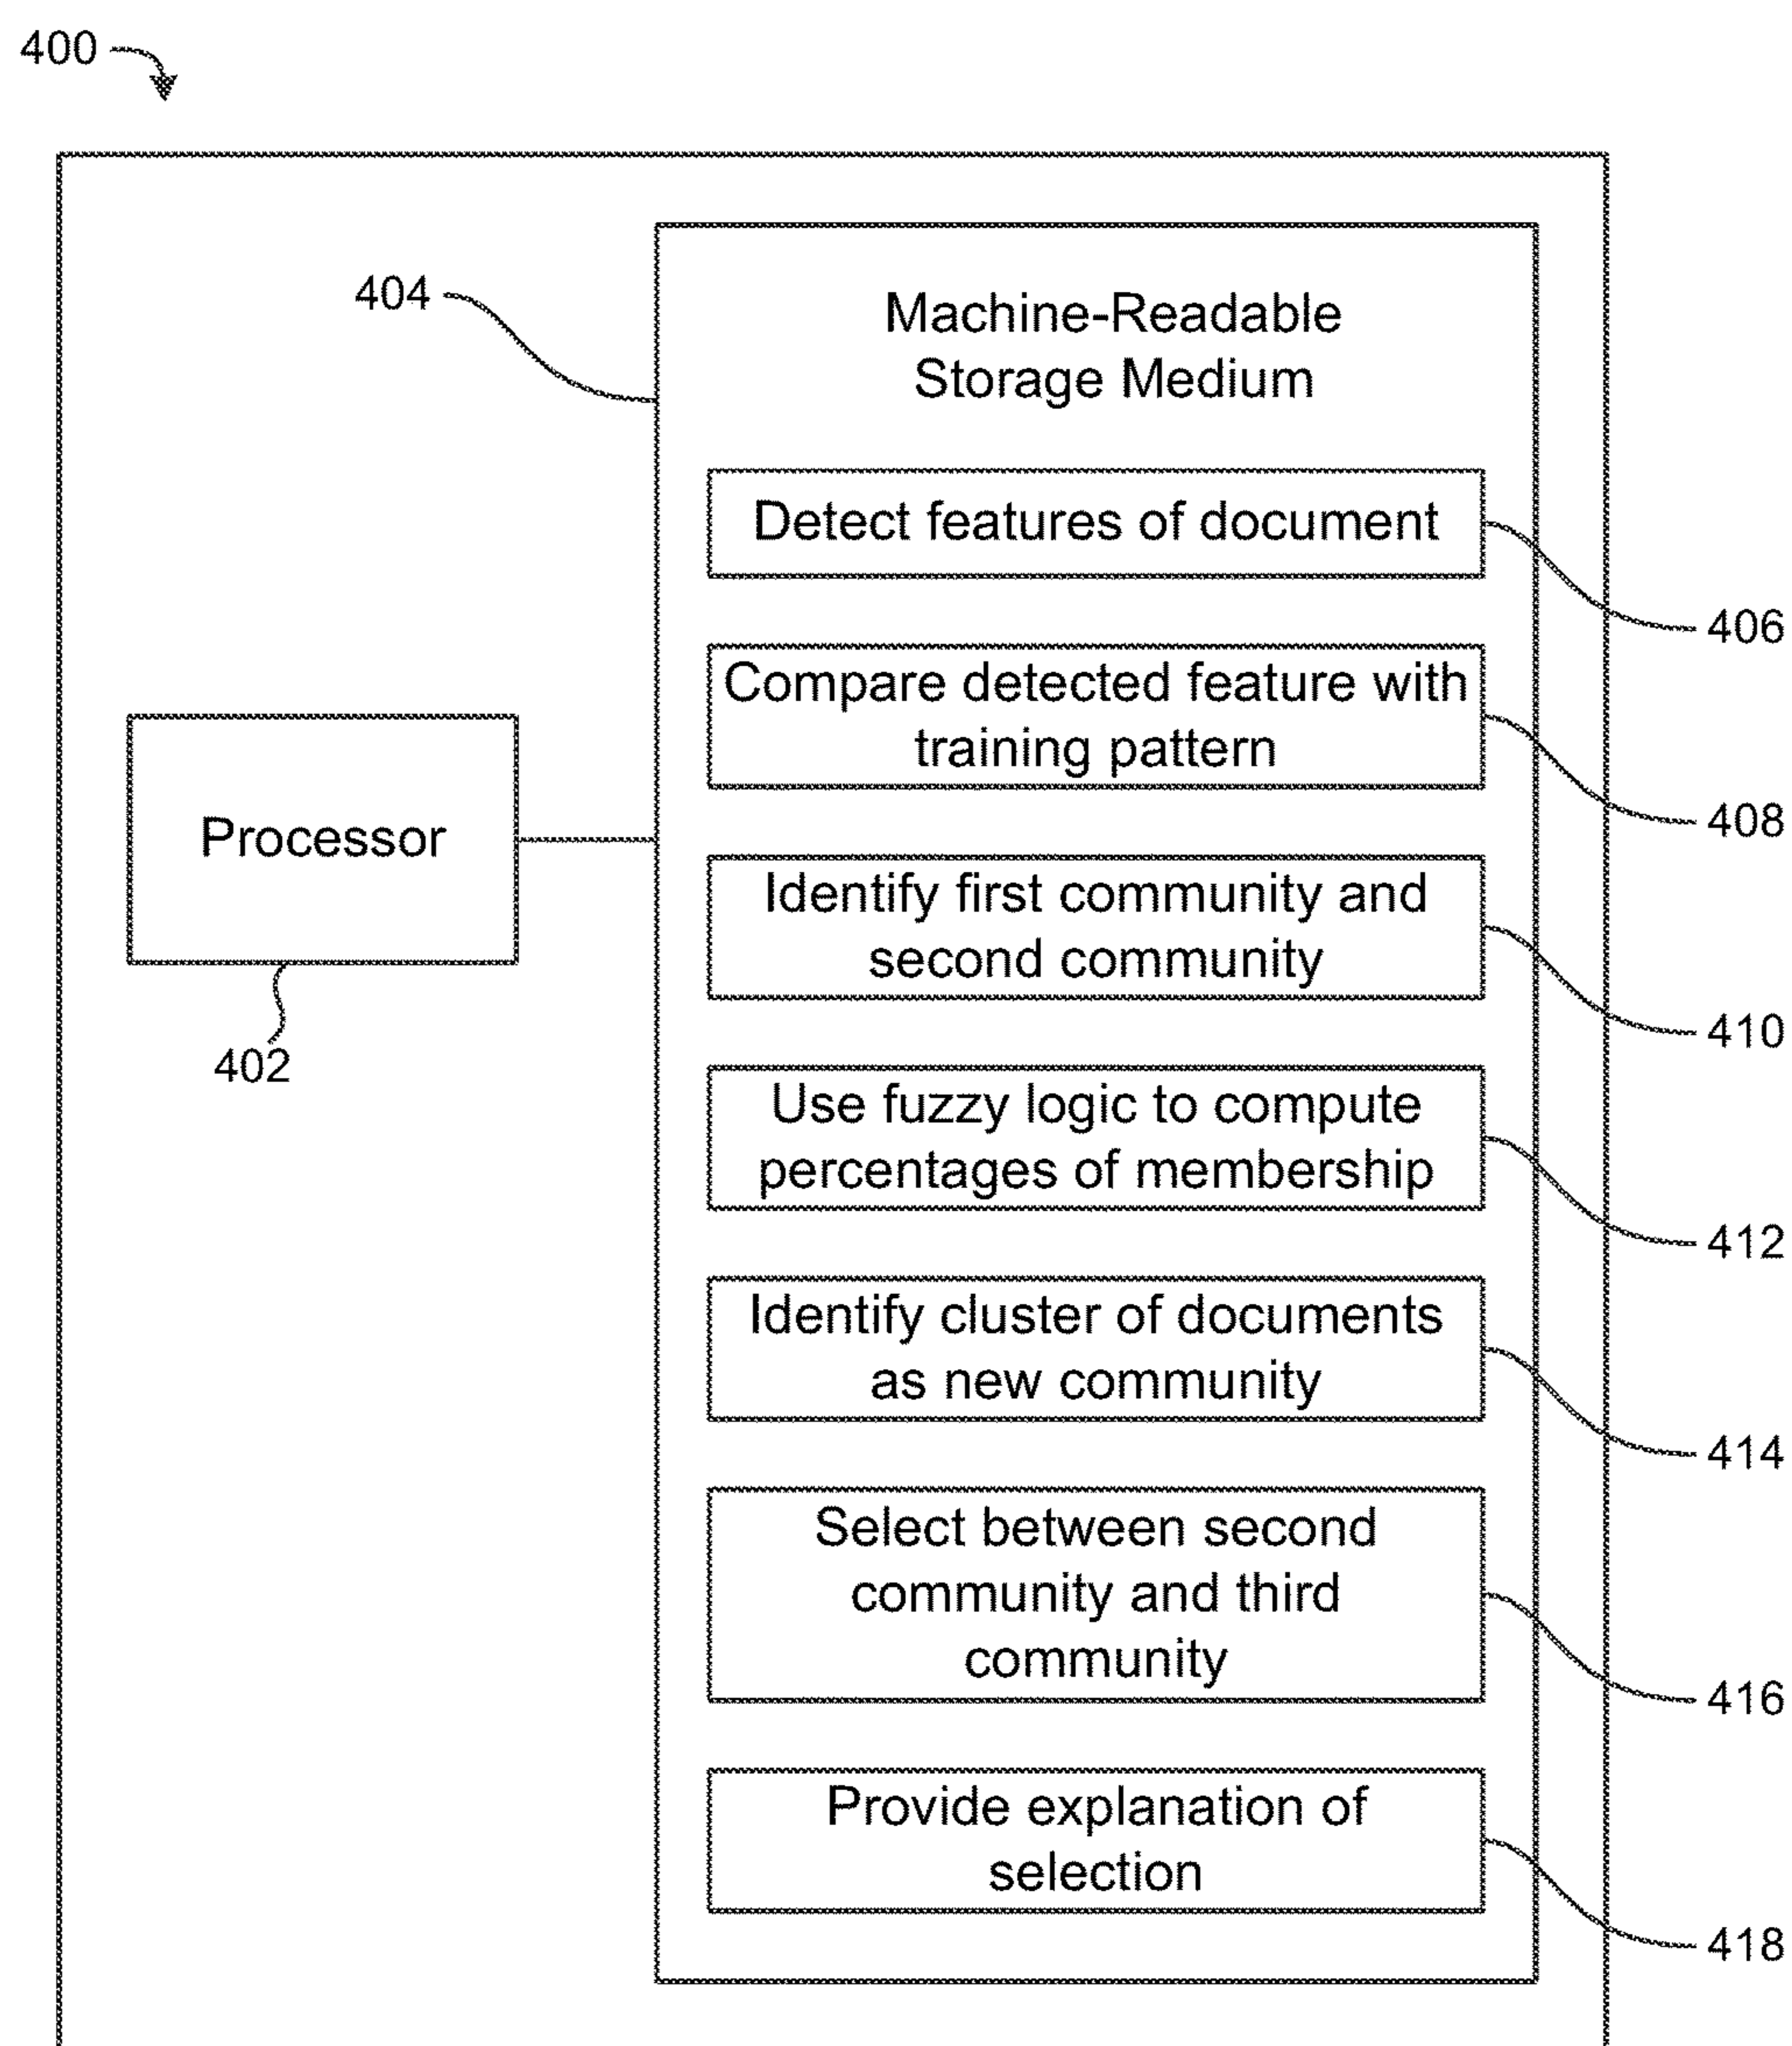 400
404
Machine-Readable
Storage Medium
Detect features of document
406
Compare detected feature with
training pattern
408
Processor
402
Identify first community and
second community
410
Use fuzzy logic to compute
percentages of membership
412
Identify cluster of documents
as new community
414
Select between second
community and third
community
416
Provide explanation of
selection
418